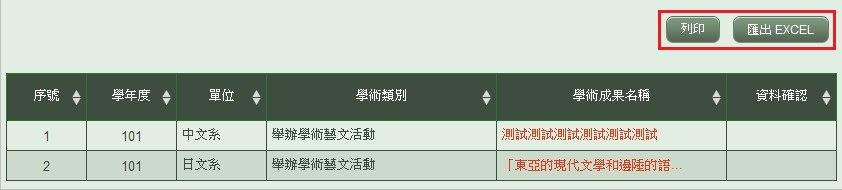 列印 匯出 EXCEL
序號 學年度 單位 學術類別 學術成果名稱 資料確認
1 101 中文系 舉辦學術藝文活動 測試測試測試測試測試測試
2 101 日文系 舉辦學術藝文活動 「東亞的現代文學和邊陲的語...